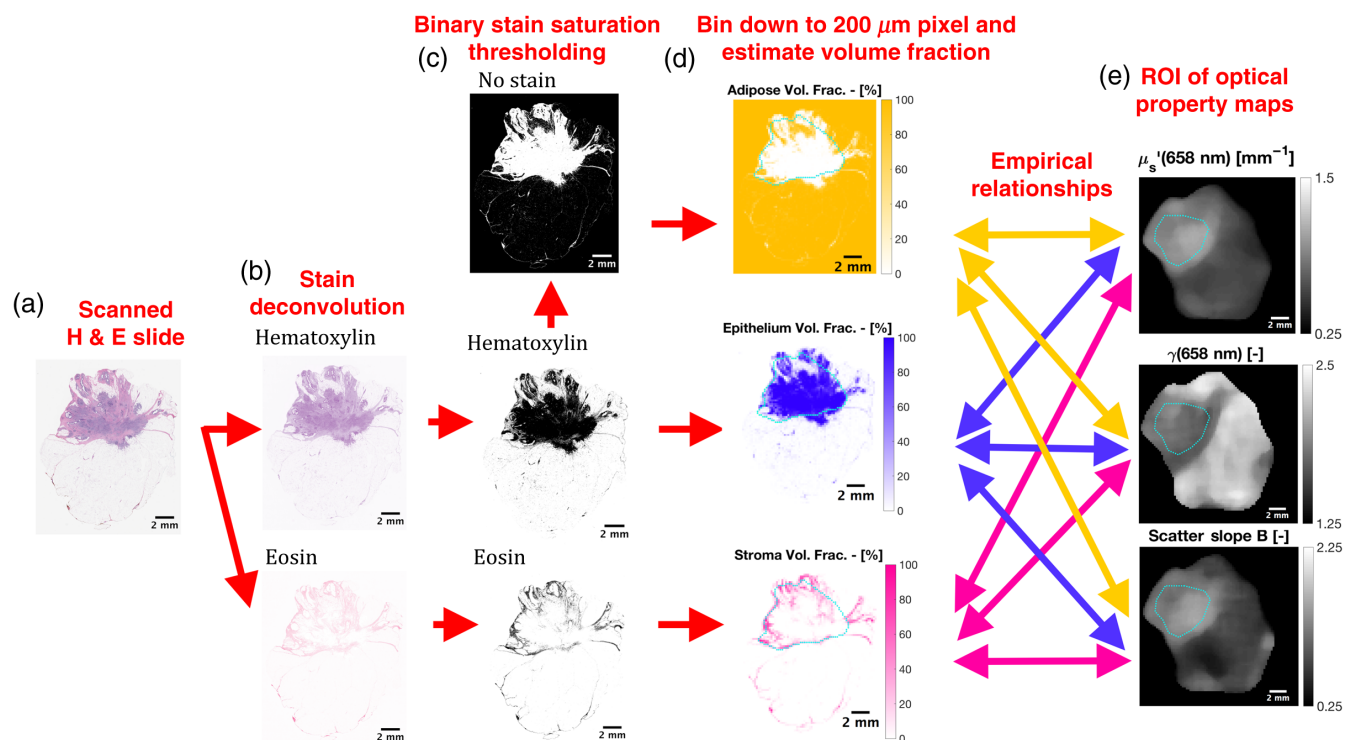 (a)
Scanned
H & E slide
2 mm
(b)
Stain
deconvolution
Hematoxylin
2 mm
Eosin
2 mm
Binary stain saturation
thresholding
(c)
No stain
2 mm
Hematoxylin
2 mm
Eosin
2 mm
Bin down to 200 μm pixel and
estimate volume fraction
(d)
Adipose Vol. Frac. - [%]
100
80
60
40
20
0
2 mm
Epithelium Vol. Frac. - [%]
100
80
60
40
20
0
2 mm
Stroma Vol. Frac. - [%]
100
80
60
40
20
0
2 mm
Empirical
relationships
(e)
ROI of optical
property maps
μs'(658 nm) [mm⁻¹]
1.5
0.25
2 mm
γ(658 nm) [-]
2.5
1.25
2 mm
Scatter slope B [-]
2.25
0.25
2 mm